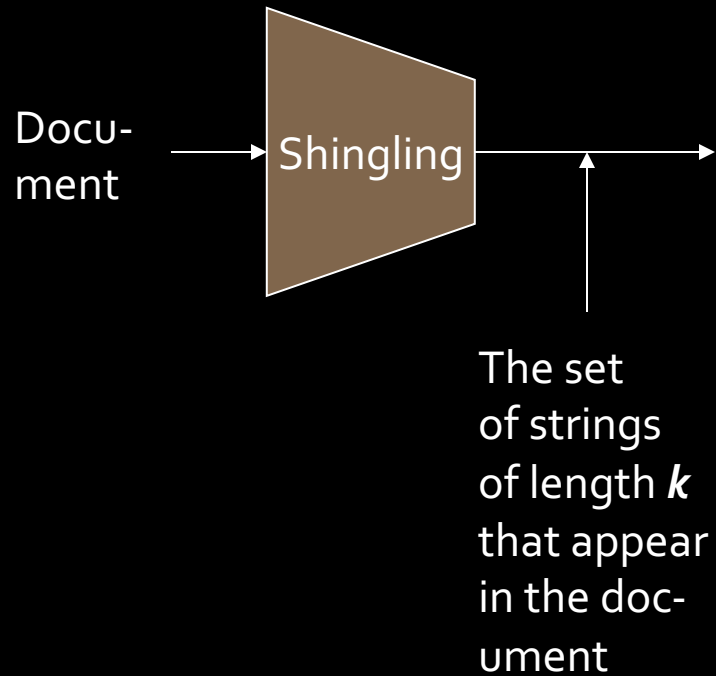 Docu-
ment
Shingling
The set
of strings
of length k
that appear
in the doc-
ument